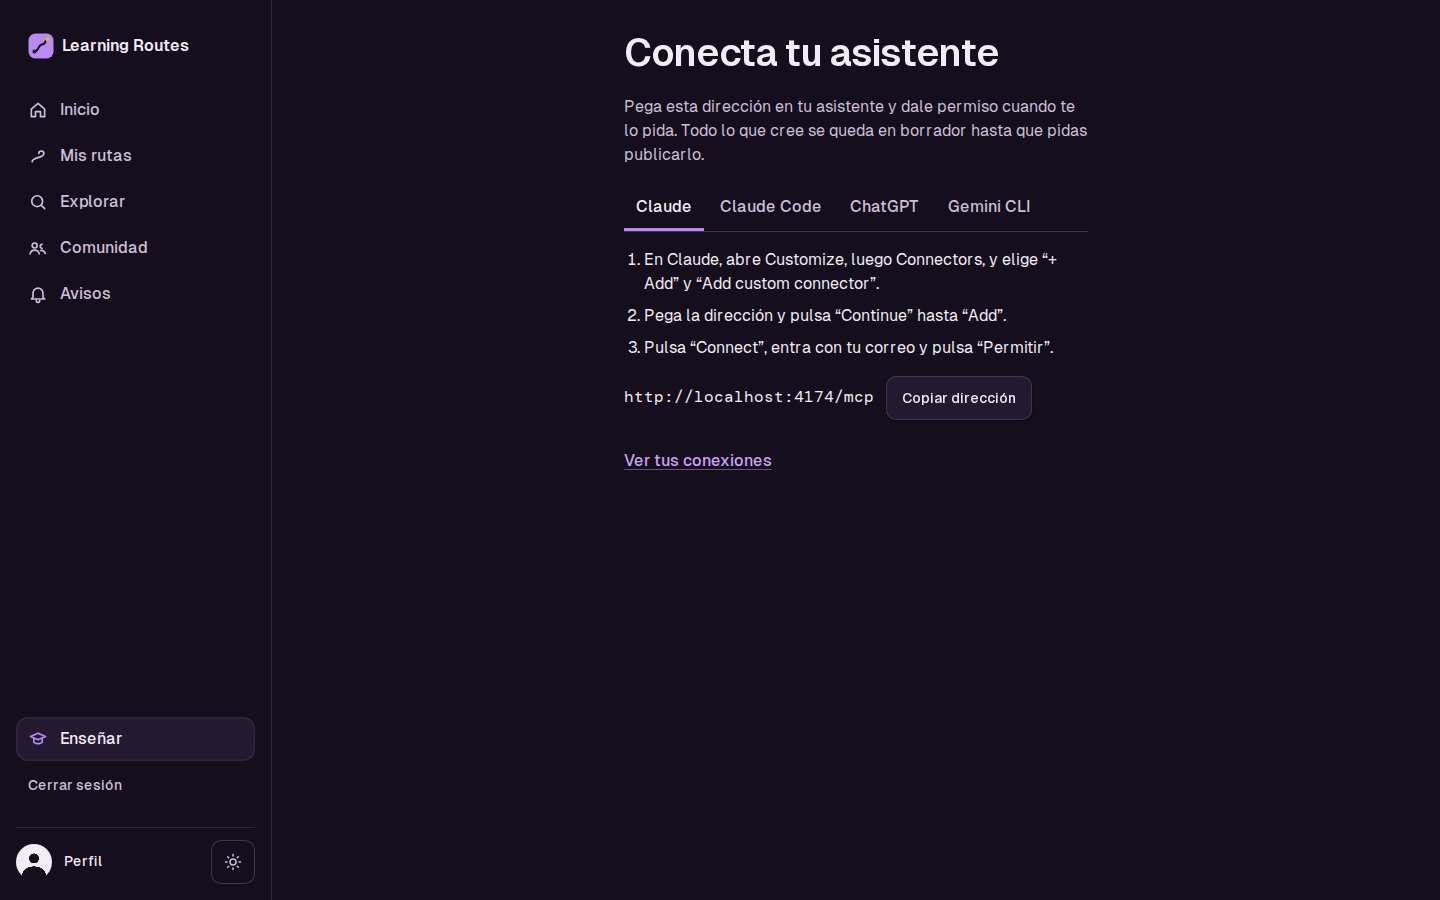 Learning Routes
Inicio
Mis rutas
Explorar
Comunidad
Avisos
Enseñar
Cerrar sesión
Perfil
Conecta tu asistente
Pega esta dirección en tu asistente y dale permiso cuando te
lo pida. Todo lo que cree se queda en borrador hasta que pidas
publicarlo.
Claude
Claude Code
ChatGPT
Gemini CLI
1. En Claude, abre Customize, luego Connectors, y elige “+
Add” y “Add custom connector”.
2. Pega la dirección y pulsa “Continue” hasta “Add”.
3. Pulsa “Connect”, entra con tu correo y pulsa “Permitir”.
http://localhost:4174/mcp
Copiar dirección
Ver tus conexiones